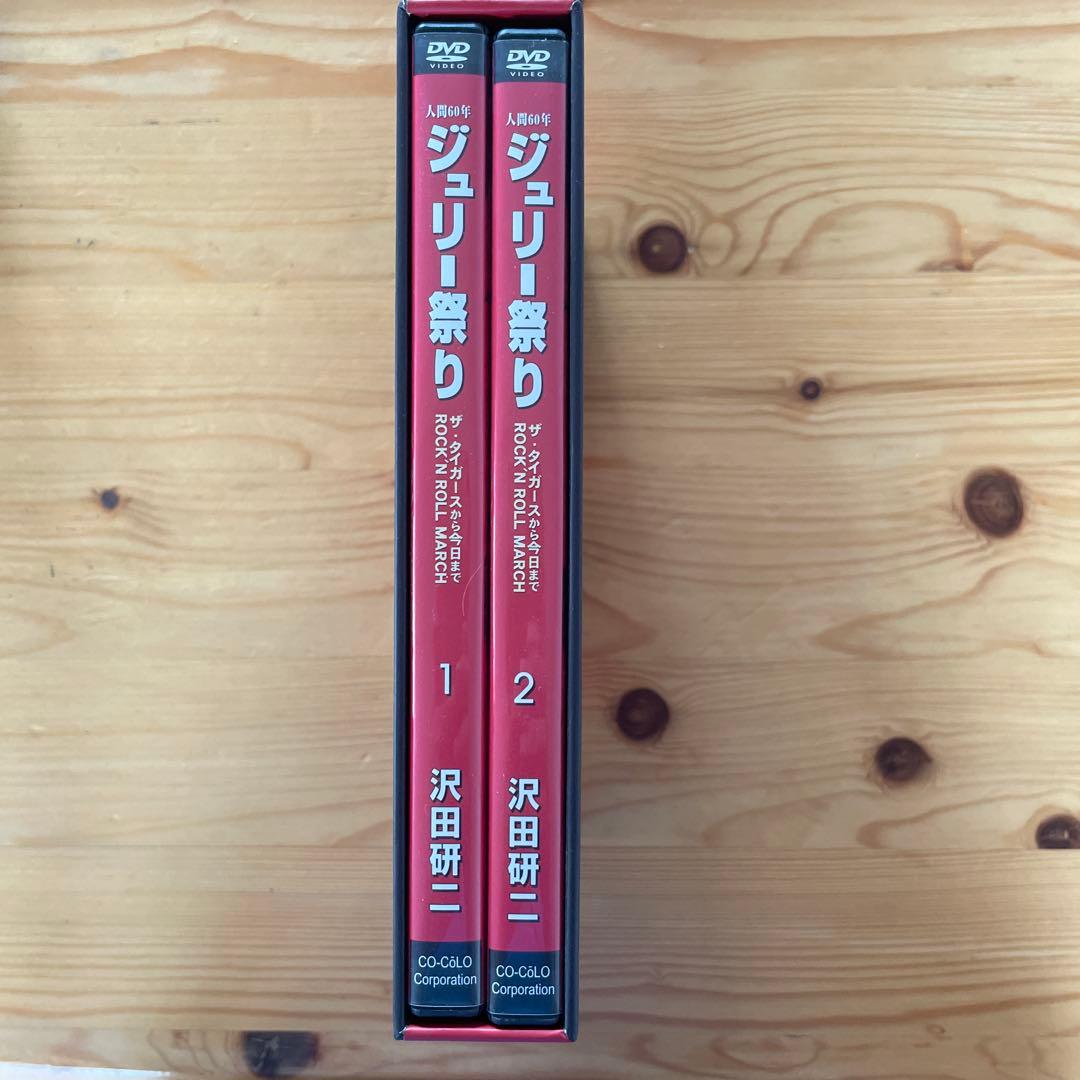 DVD
VIDEO
人間60年
ジュリー祭り
ザ・タイガースから今日まで
ROCK'N ROLL MARCH
1
沢田研二
CO-CōLO
Corporation
DVD
VIDEO
人間60年
ジュリー祭り
ザ・タイガースから今日まで
ROCK'N ROLL MARCH
2
沢田研二
CO-CōLO
Corporation